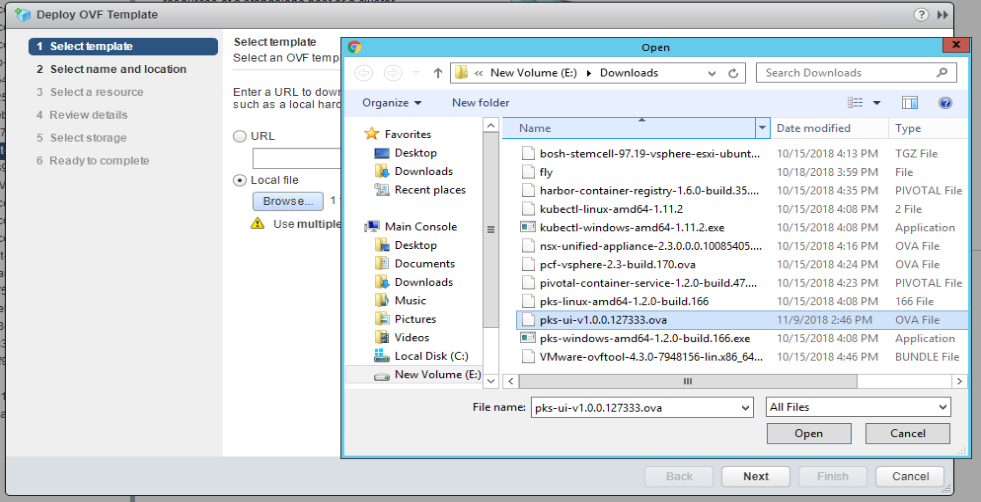 Deploy OVF Template
1 Select template
2 Select name and location
3 Select a resource
4 Review details
5 Select storage
6 Ready to complete
Select template
Select an OVF temp
Enter a URL to down
such as a local hard
URL
Local file
Browse... 1
Use multiple
Open
« New Volume (E:) Downloads
Search Downloads
Organize New folder
Favorites
Desktop
Downloads
Recent places
Main Console
Desktop
Documents
Downloads
Music
Pictures
Videos
Local Disk (C:)
New Volume (E:)
Name Date modified Type
bosh-stemcell-97.19-vsphere-esxi-ubunt... 10/15/2018 4:13 PM TGZ File
fly 10/18/2018 3:59 PM File
harbor-container-registry-1.6.0-build.35.... 10/15/2018 4:35 PM PIVOTAL File
kubectl-linux-amd64-1.11.2 10/15/2018 4:08 PM 2 File
kubectl-windows-amd64-1.11.2.exe 10/15/2018 4:08 PM Application
nsx-unified-appliance-2.3.0.0.0.10085405.... 10/15/2018 4:16 PM OVA File
pcf-vsphere-2.3-build.170.ova 10/15/2018 4:24 PM OVA File
pivotal-container-service-1.2.0-build.47.... 10/15/2018 4:23 PM PIVOTAL File
pks-linux-amd64-1.2.0-build.166 10/15/2018 4:08 PM 166 File
pks-ui-v1.0.0.127333.ova 11/9/2018 2:46 PM OVA File
pks-windows-amd64-1.2.0-build.166.exe 10/15/2018 4:08 PM Application
VMware-ovftool-4.3.0-7948156-lin.x86_64... 10/15/2018 4:46 PM BUNDLE File
File name: pks-ui-v1.0.0.127333.ova All Files
Open Cancel
Back Next Finish Cancel